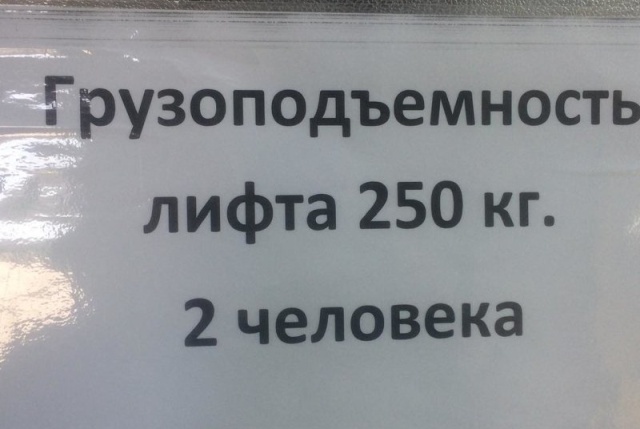 Грузоподъемность
лифта 250 кг.
2 человека